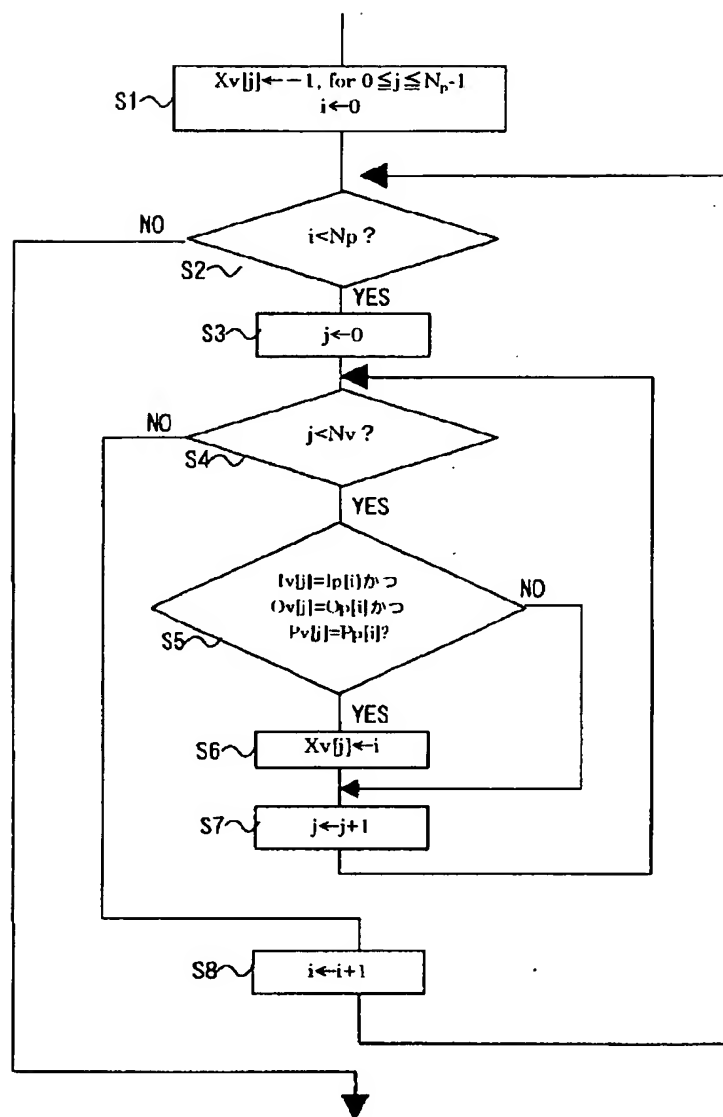 S1
Xv[j]←−1, for 0≦j≦Np-1
i←0
NO
i<Np？
S2
YES
S3
j←0
NO
j<Nv？
S4
YES
Iv[j]=Ip[i]かつ
Ov[j]=Op[i]かつ
Pv[j]=Pp[i]?
NO
S5
YES
S6
Xv[j]←i
S7
j←j+1
S8
i←i+1